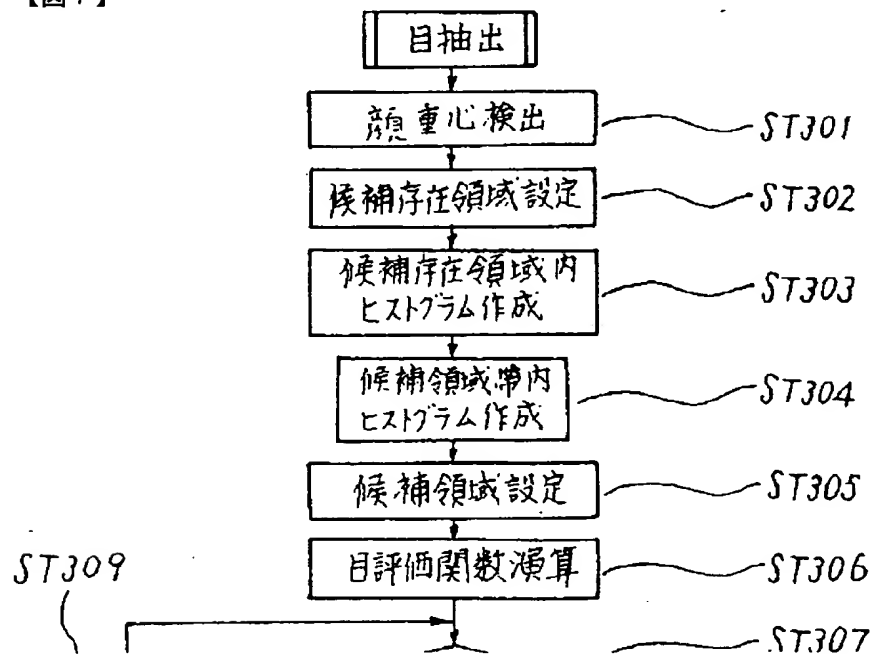 目抽出
顔重心検出
ST301
候補存在領域設定
ST302
候補存在領域内
ヒストグラム作成
ST303
候補領域帯内
ヒストグラム作成
ST304
候補領域設定
ST305
目評価関数演算
ST306
ST309
ST307